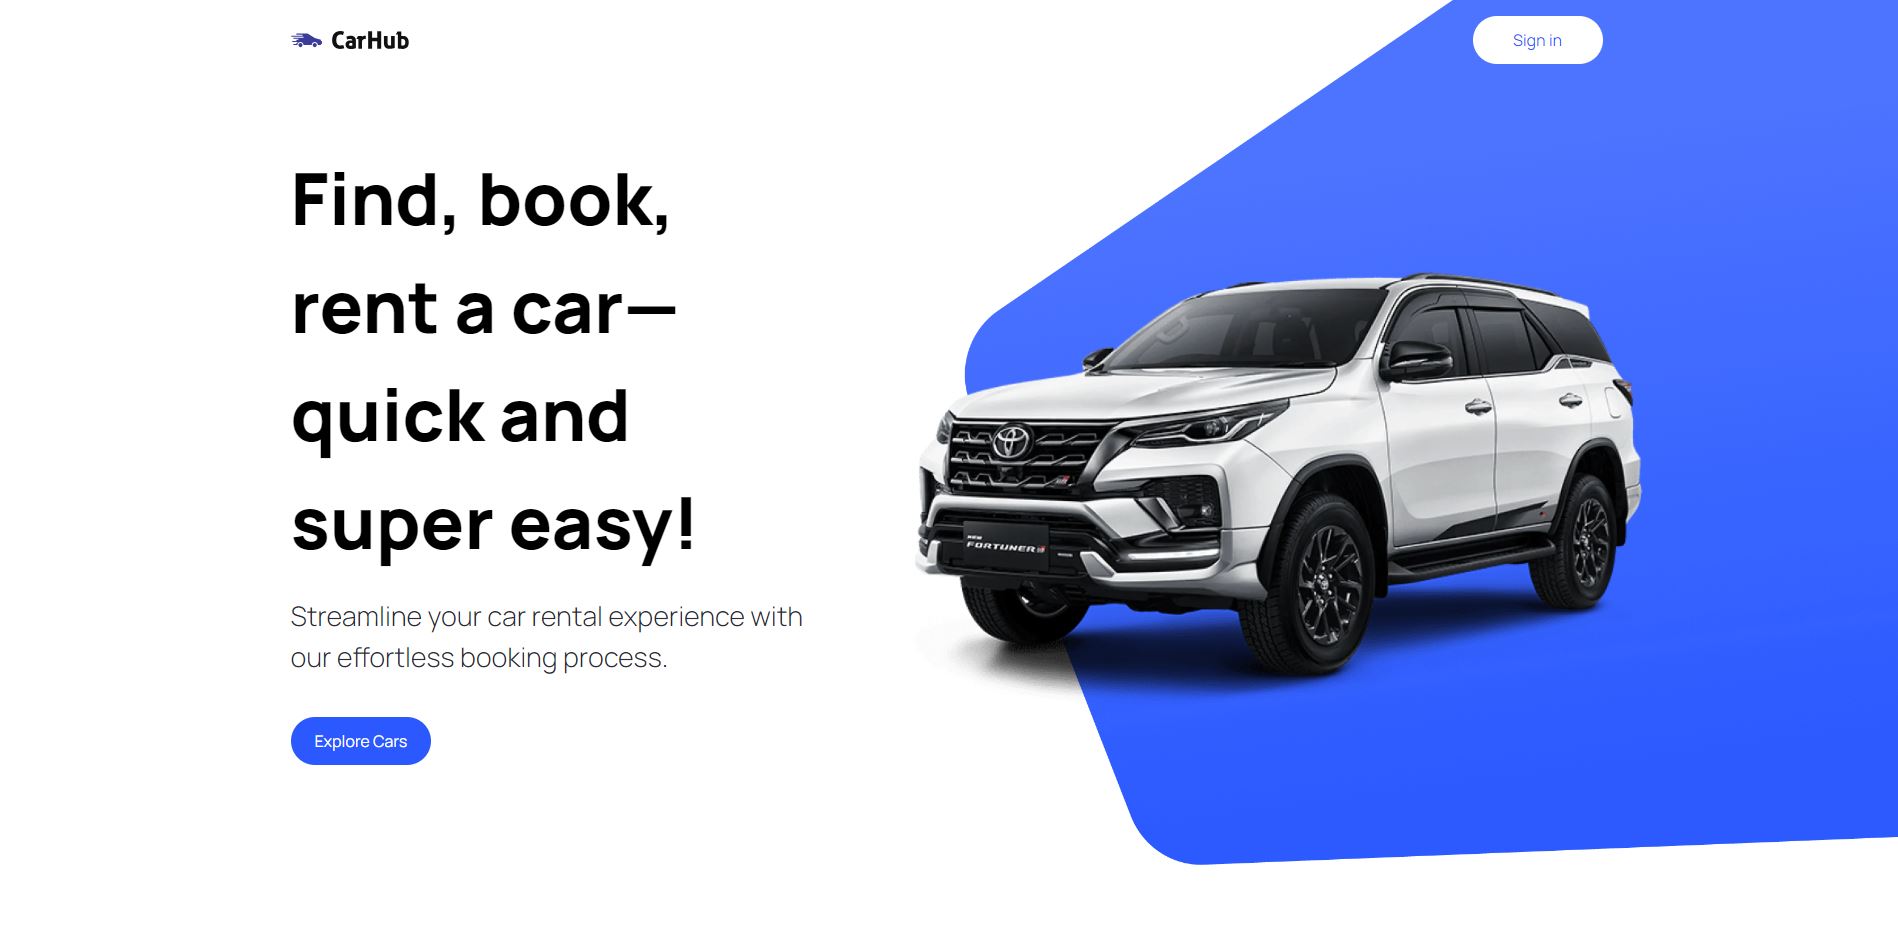 CarHub
Sign in
Find, book,
rent a car—
quick and
super easy!
Streamline your car rental experience with
our effortless booking process.
Explore Cars
NEW
FORTUNER